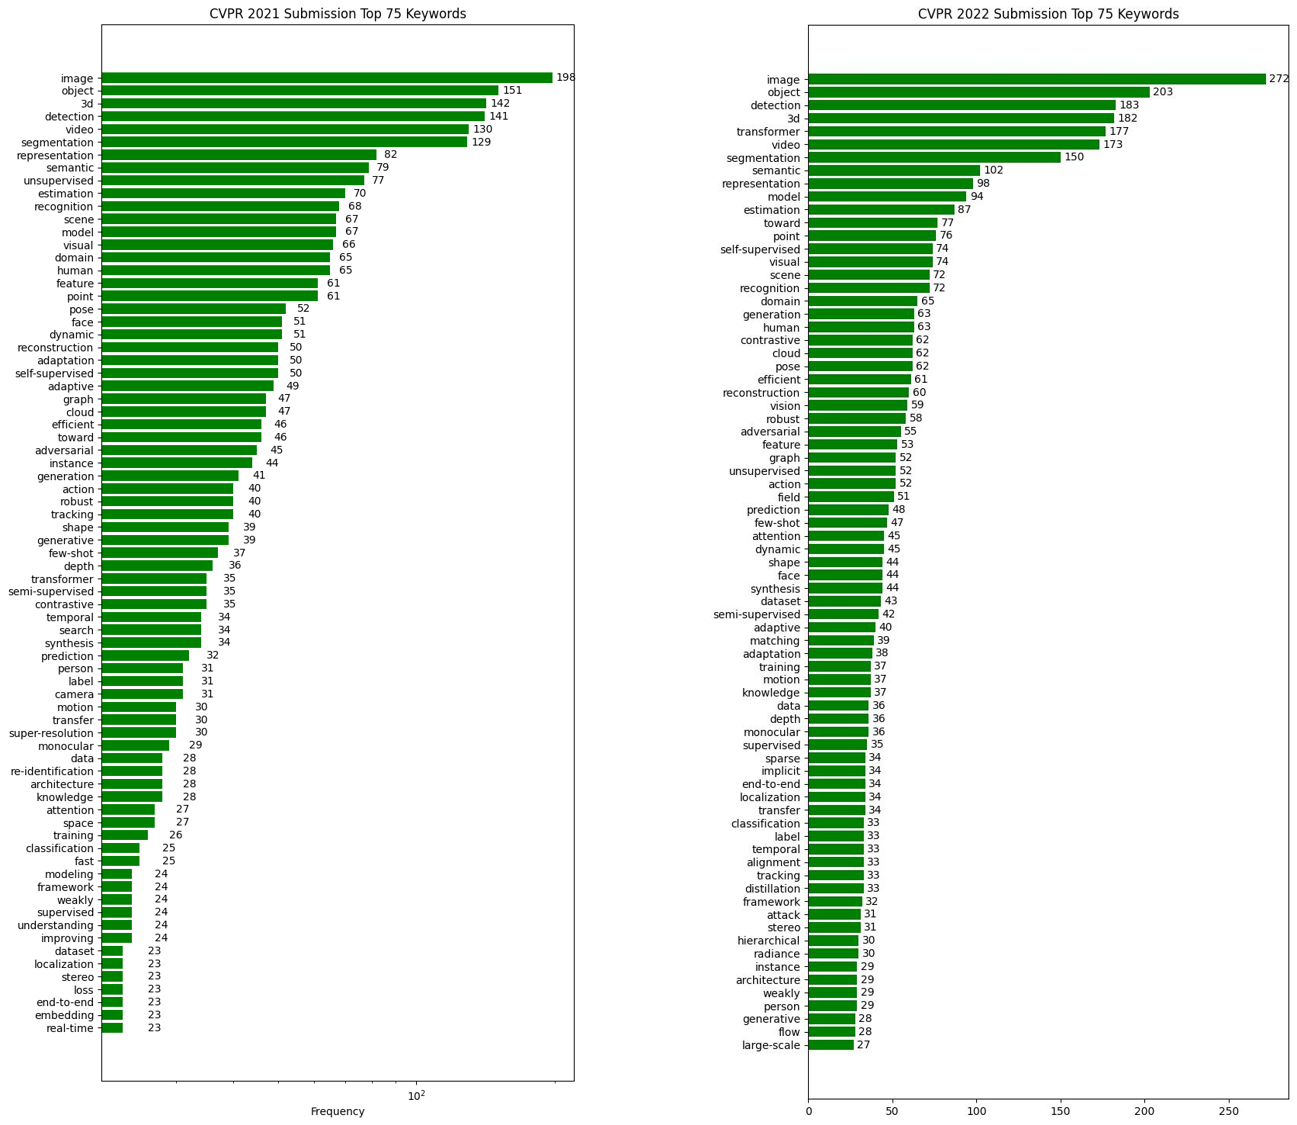 CVPR 2021 Submission Top 75 Keywords
image 198
object 151
3d 142
detection 141
video 130
segmentation 129
representation 82
semantic 79
unsupervised 77
estimation 70
recognition 68
scene 67
model 67
visual 66
domain 65
human 65
feature 61
point 61
pose 52
face 51
dynamic 51
reconstruction 50
adaptation 50
self-supervised 50
adaptive 49
graph 47
cloud 47
efficient 46
toward 46
adversarial 45
instance 44
generation 41
action 40
robust 40
tracking 40
shape 39
generative 39
few-shot 37
depth 36
transformer 35
semi-supervised 35
contrastive 35
temporal 34
search 34
synthesis 34
prediction 32
person 31
label 31
camera 31
motion 30
transfer 30
super-resolution 30
monocular 29
data 28
re-identification 28
architecture 28
knowledge 28
attention 27
space 27
training 26
classification 25
fast 25
modeling 24
framework 24
weakly 24
supervised 24
understanding 24
improving 24
dataset 23
localization 23
stereo 23
loss 23
end-to-end 23
embedding 23
real-time 23
10²
Frequency
CVPR 2022 Submission Top 75 Keywords
image 272
object 203
detection 183
3d 182
transformer 177
video 173
segmentation 150
semantic 102
representation 98
model 94
estimation 87
toward 77
point 76
self-supervised 74
visual 74
scene 72
recognition 72
domain 65
generation 63
human 63
contrastive 62
cloud 62
pose 62
efficient 61
reconstruction 60
vision 59
robust 58
adversarial 55
feature 53
graph 52
unsupervised 52
action 52
field 51
prediction 48
few-shot 47
attention 45
dynamic 45
shape 44
face 44
synthesis 44
dataset 43
semi-supervised 42
adaptive 40
matching 39
adaptation 38
training 37
motion 37
knowledge 37
data 36
depth 36
monocular 36
supervised 35
sparse 34
implicit 34
end-to-end 34
localization 34
transfer 34
classification 33
label 33
temporal 33
alignment 33
tracking 33
distillation 33
framework 32
attack 31
stereo 31
hierarchical 30
radiance 30
instance 29
architecture 29
weakly 29
person 29
generative 28
flow 28
large-scale 27
0 50 100 150 200 250